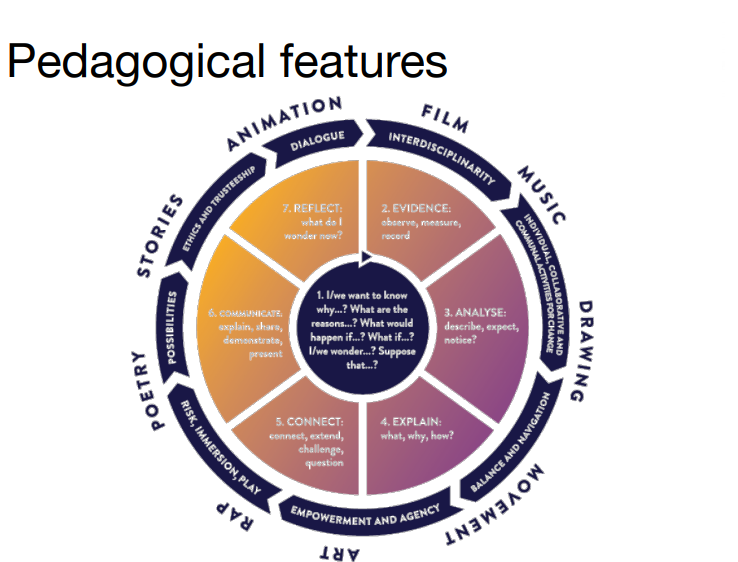 Pedagogical features
ANIMATION
FILM
MUSIC
DRAWING
MOVEMENT
ART
RAP
POETRY
STORIES
DIALOGUE
INTERDISCIPLINARITY
INDIVIDUAL, COLLABORATIVE AND
COMMUNAL ACTIVITIES FOR CHANGE
BALANCE AND NAVIGATION
EMPOWERMENT AND AGENCY
RISK, IMMERSION, PLAY
POSSIBILITIES
ETHICS AND TRUSTEESHIP
1. I/we want to know
why...? What are the
reasons...? What would
happen if...? What if...?
I/we wonder...? Suppose
that...?
2. EVIDENCE:
observe, measure,
record
3. ANALYSE:
describe, expect,
notice?
4. EXPLAIN:
what, why, how?
5. CONNECT:
connect, extend,
challenge,
question
6. COMMUNICATE:
explain, share,
demonstrate,
present
7. REFLECT:
what do I
wonder now?